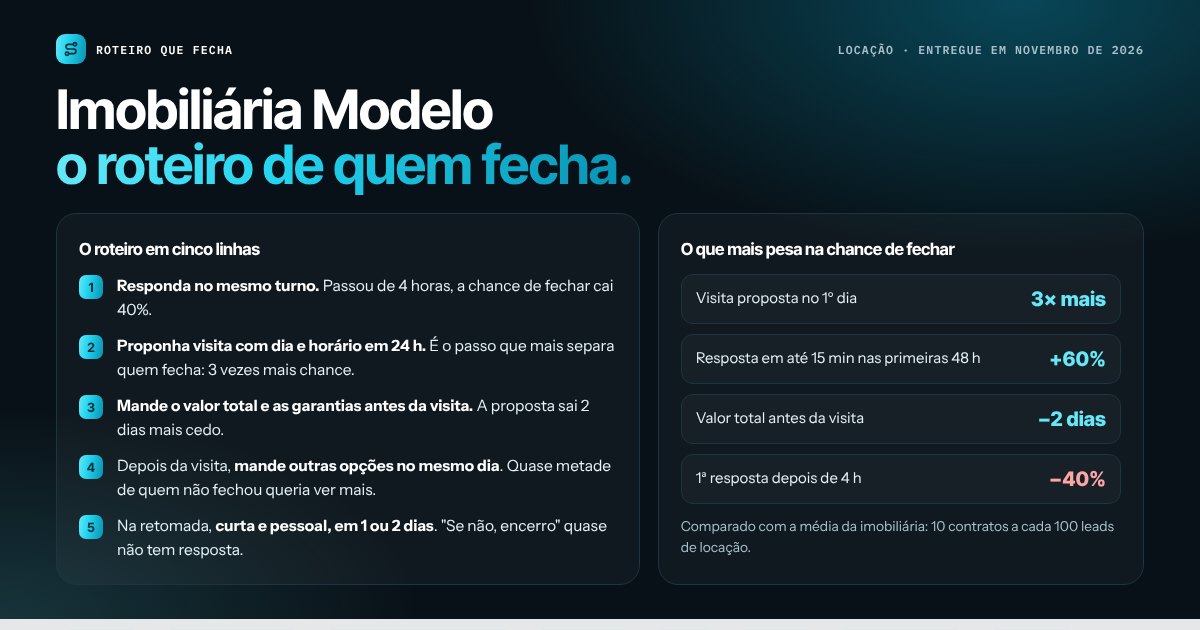 ROTEIRO QUE FECHA
LOCAÇÃO · ENTREGUE EM NOVEMBRO DE 2026
Imobiliária Modelo
o roteiro de quem fecha.
O roteiro em cinco linhas
1 Responda no mesmo turno. Passou de 4 horas, a chance de fechar cai
40%.
2 Proponha visita com dia e horário em 24 h. É o passo que mais separa
quem fecha: 3 vezes mais chance.
3 Mande o valor total e as garantias antes da visita. A proposta sai 2
dias mais cedo.
4 Depois da visita, mande outras opções no mesmo dia. Quase metade
de quem não fechou queria ver mais.
5 Na retomada, curta e pessoal, em 1 ou 2 dias. "Se não, encerro" quase
não tem resposta.
O que mais pesa na chance de fechar
Visita proposta no 1º dia 3× mais
Resposta em até 15 min nas primeiras 48 h +60%
Valor total antes da visita −2 dias
1ª resposta depois de 4 h −40%
Comparado com a média da imobiliária: 10 contratos a cada 100 leads
de locação.